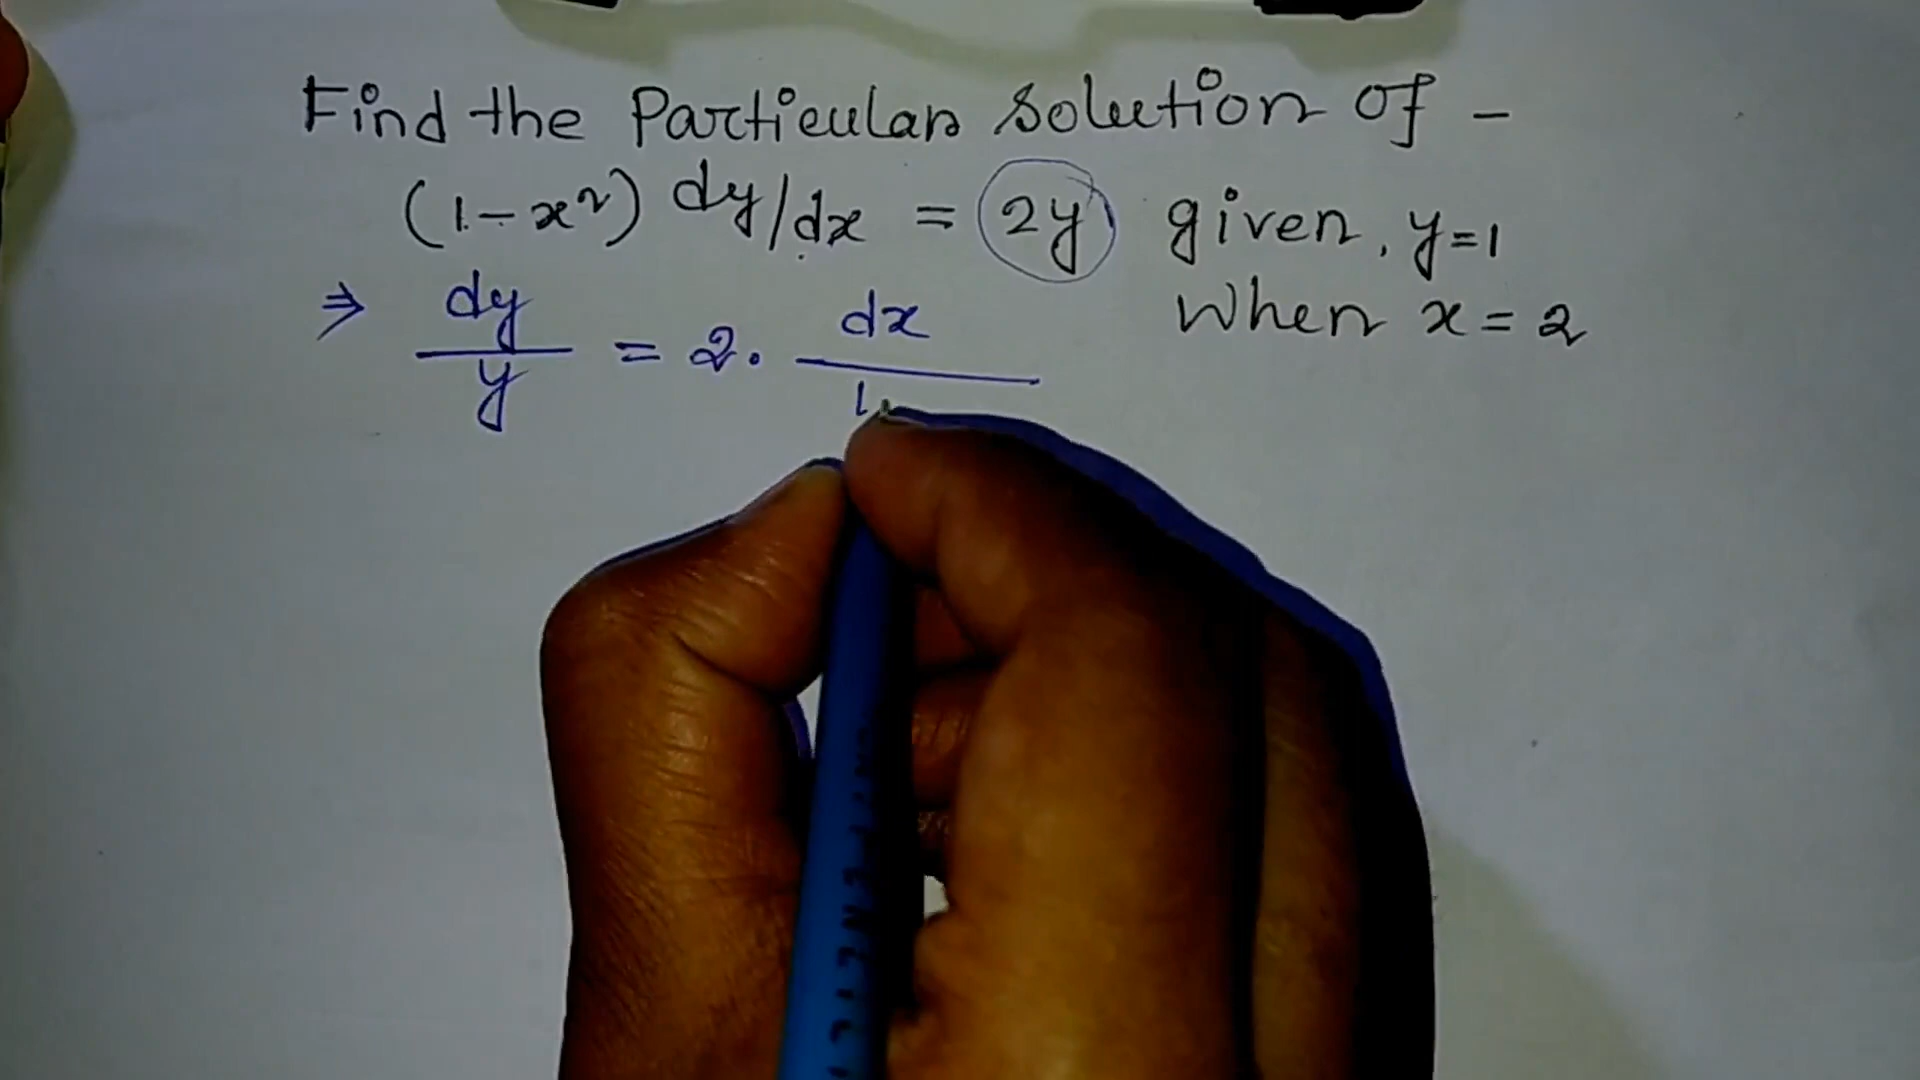 Find the Particular solution of -
(1-x²) dy/dx = 2y given, y=1
When x = 2
⇒ dy/y = 2. dx/1